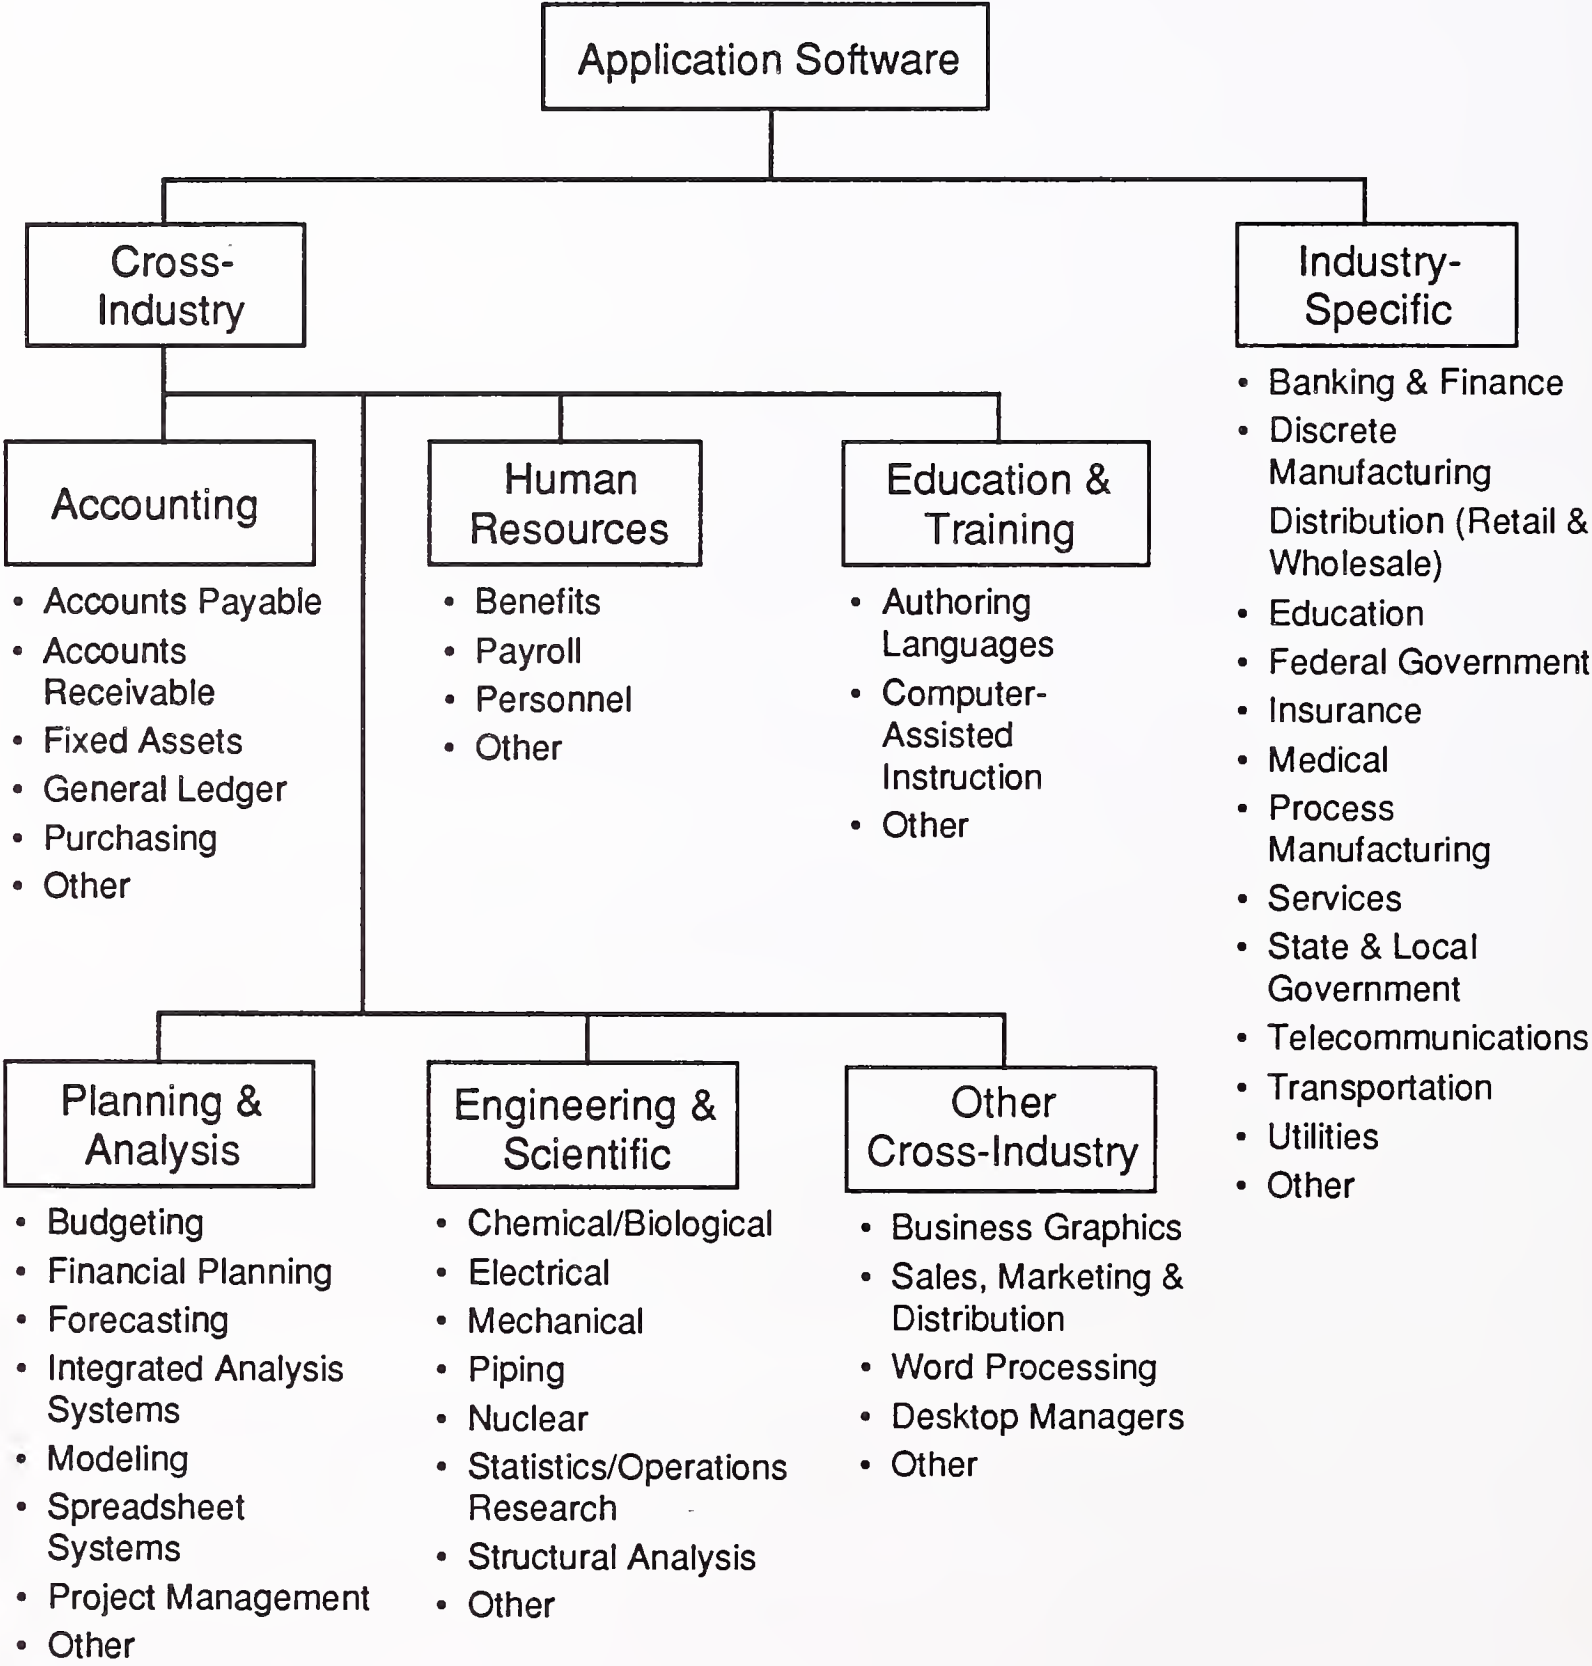 Application Software
Cross-
Industry
Industry-
Specific
• Banking & Finance
• Discrete
Manufacturing
Distribution (Retail &
Wholesale)
• Education
• Federal Government
• Insurance
• Medical
• Process
Manufacturing
• Services
• State & Local
Government
• Telecommunications
• Transportation
• Utilities
• Other
Accounting
• Accounts Payable
• Accounts
Receivable
• Fixed Assets
• General Ledger
• Purchasing
• Other
Human
Resources
• Benefits
• Payroll
• Personnel
• Other
Education &
Training
• Authoring
Languages
• Computer-
Assisted
Instruction
• Other
Planning &
Analysis
• Budgeting
• Financial Planning
• Forecasting
• Integrated Analysis
Systems
• Modeling
• Spreadsheet
Systems
• Project Management
• Other
Engineering &
Scientific
• Chemical/Biological
• Electrical
• Mechanical
• Piping
• Nuclear
• Statistics/Operations
Research
• Structural Analysis
• Other
Other
Cross-Industry
• Business Graphics
• Sales, Marketing &
Distribution
• Word Processing
• Desktop Managers
• Other